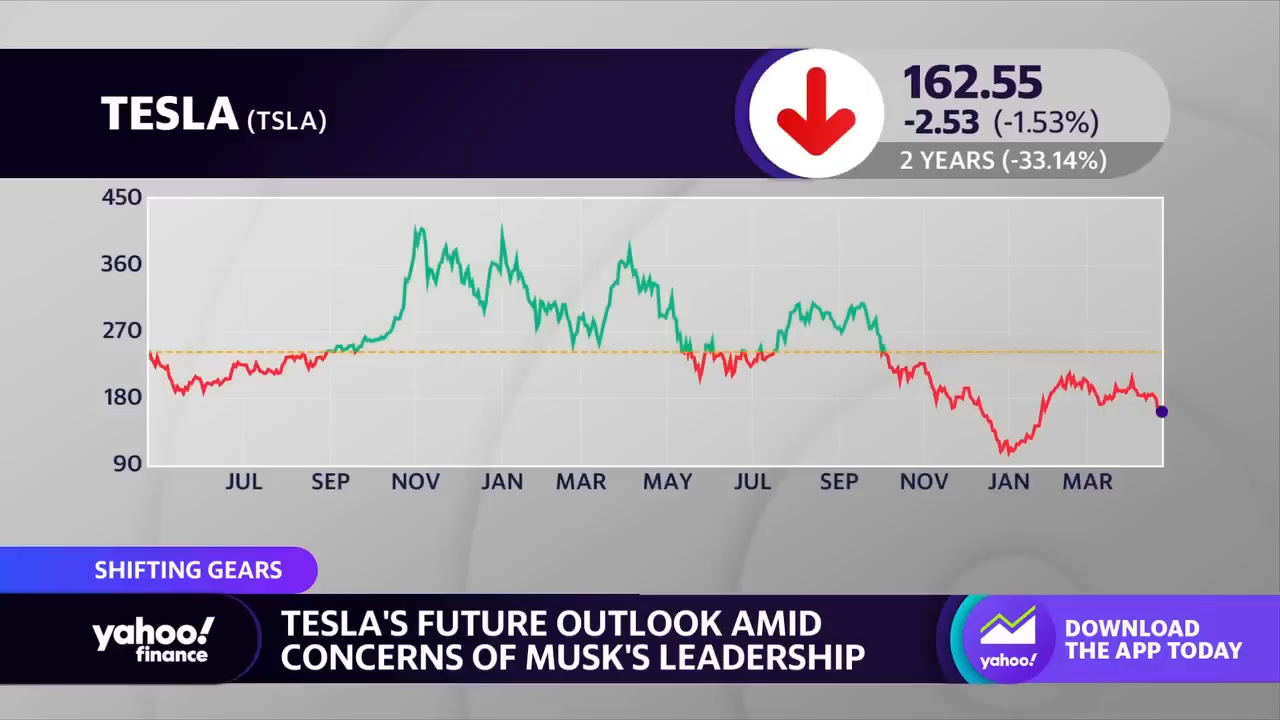 TESLA (TSLA)
162.55
-2.53 (-1.53%)
2 YEARS (-33.14%)
450
360
270
180
90
JUL SEP NOV JAN MAR MAY JUL SEP NOV JAN MAR
SHIFTING GEARS
yahoo!
finance
TESLA'S FUTURE OUTLOOK AMID
CONCERNS OF MUSK'S LEADERSHIP
yahoo!
DOWNLOAD
THE APP TODAY